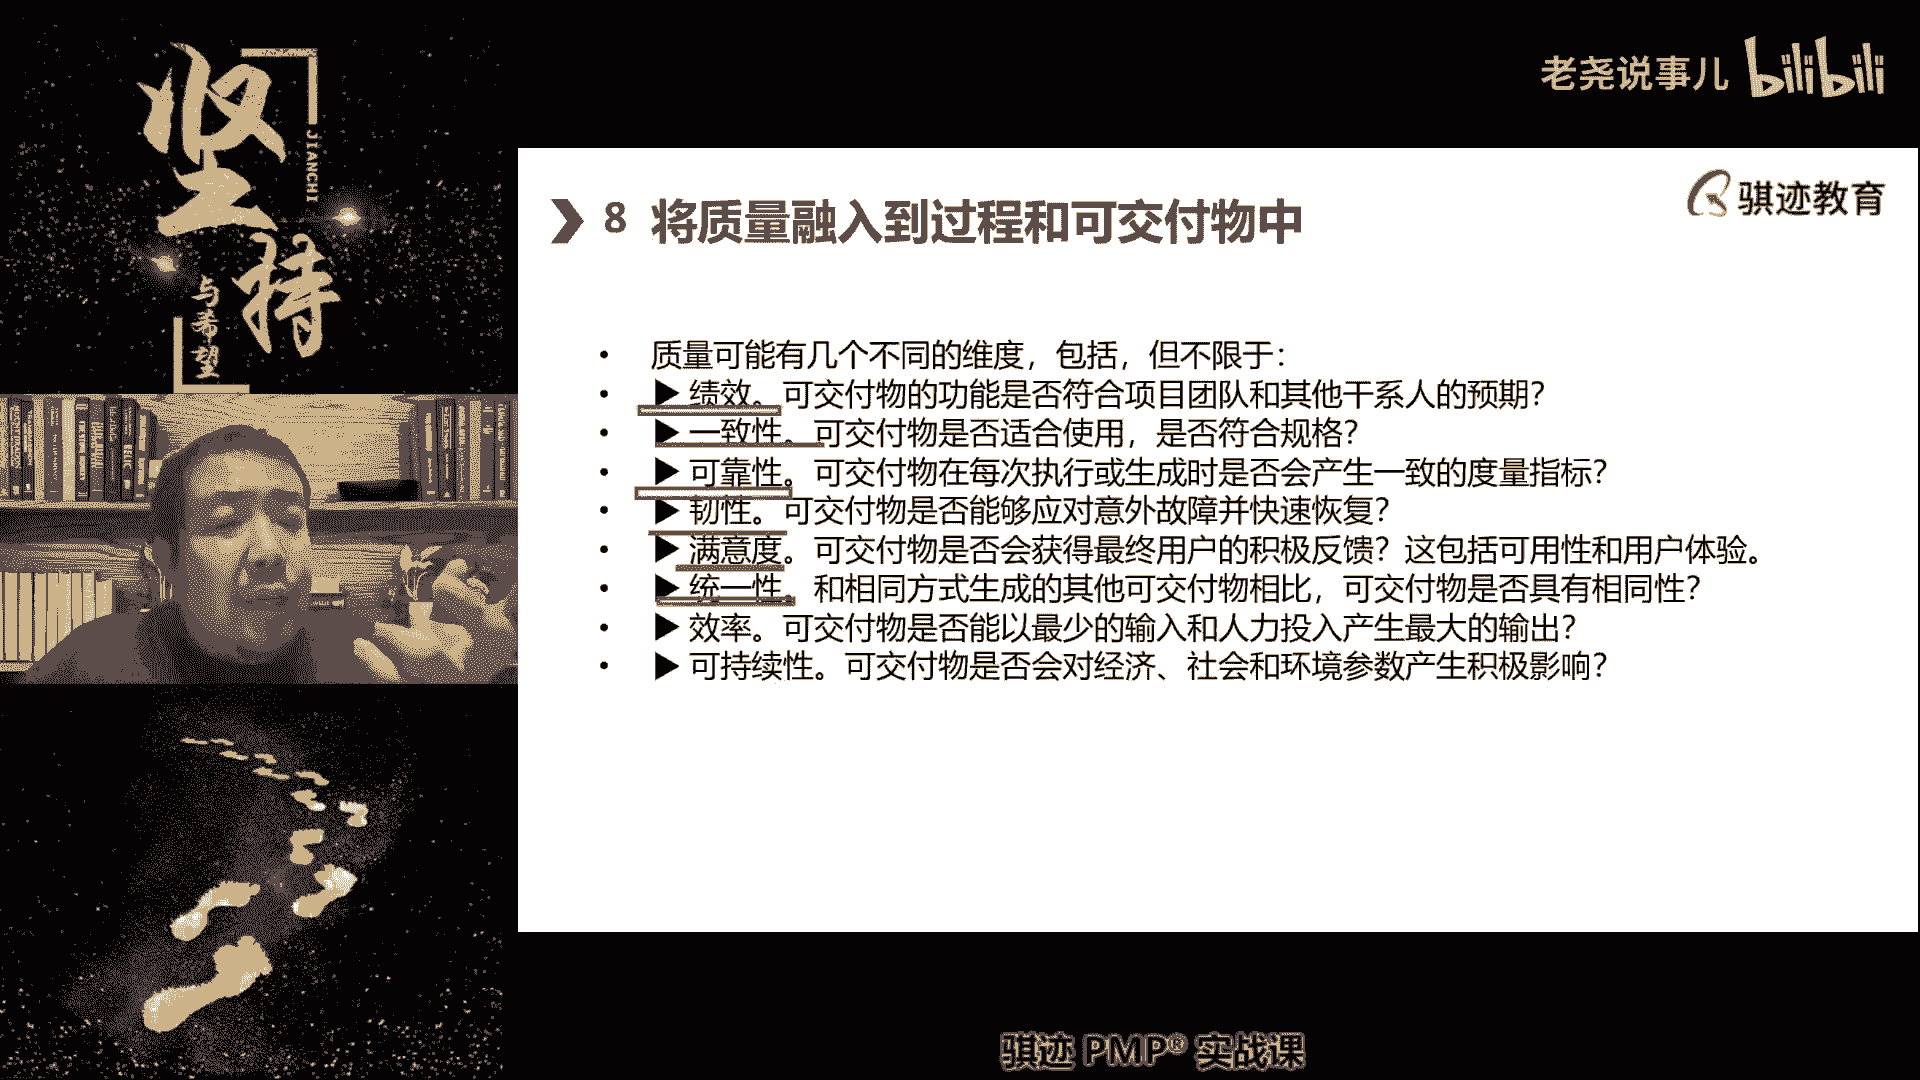 坚持
JIANCHI
与希望
老尧说事儿 bilibili
骐迹教育
8 将质量融入到过程和可交付物中
• 质量可能有几个不同的维度，包括，但不限于：
• ▶ 绩效。可交付物的功能是否符合项目团队和其他干系人的预期？
• ▶ 一致性。可交付物是否适合使用，是否符合规格？
• ▶ 可靠性。可交付物在每次执行或生成时是否会产生一致的度量指标？
• ▶ 韧性。可交付物是否能够应对意外故障并快速恢复？
• ▶ 满意度。可交付物是否会获得最终用户的积极反馈？这包括可用性和用户体验。
• ▶ 统一性。和相同方式生成的其他可交付物相比，可交付物是否具有相同性？
• ▶ 效率。可交付物是否能以最少的输入和人力投入产生最大的输出？
• ▶ 可持续性。可交付物是否会对经济、社会和环境参数产生积极影响？
骐迹 PMP® 实战课